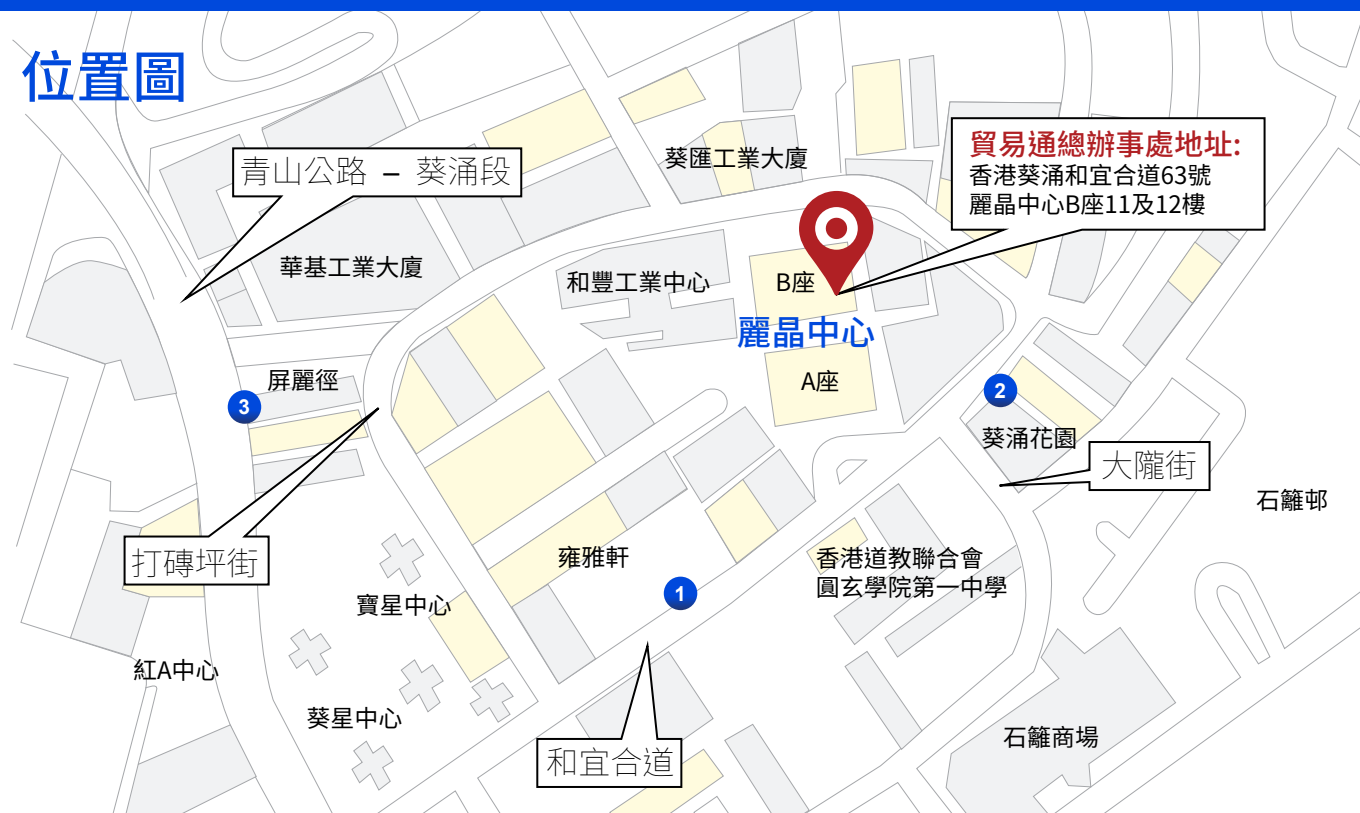 位置圖
青山公路 – 葵涌段
葵匯工業大廈
貿易通總辦事處地址:
香港葵涌和宜合道63號
麗晶中心B座11及12樓
華基工業大廈
和豐工業中心
B座
麗晶中心
A座
屏麗徑
3
2
葵涌花園
大隴街
石籬邨
打磚坪街
雍雅軒
香港道教聯合會
圓玄學院第一中學
1
寶星中心
紅A中心
葵星中心
和宜合道
石籬商場